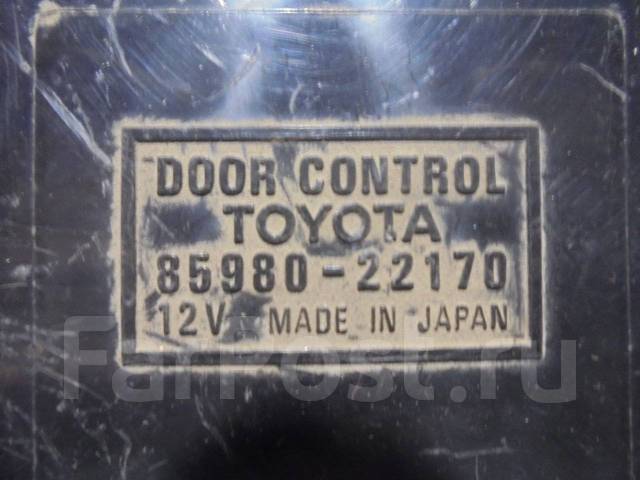 DOOR CONTROL
TOYOTA
85980-22170
12V MADE IN JAPAN
FarPost.ru